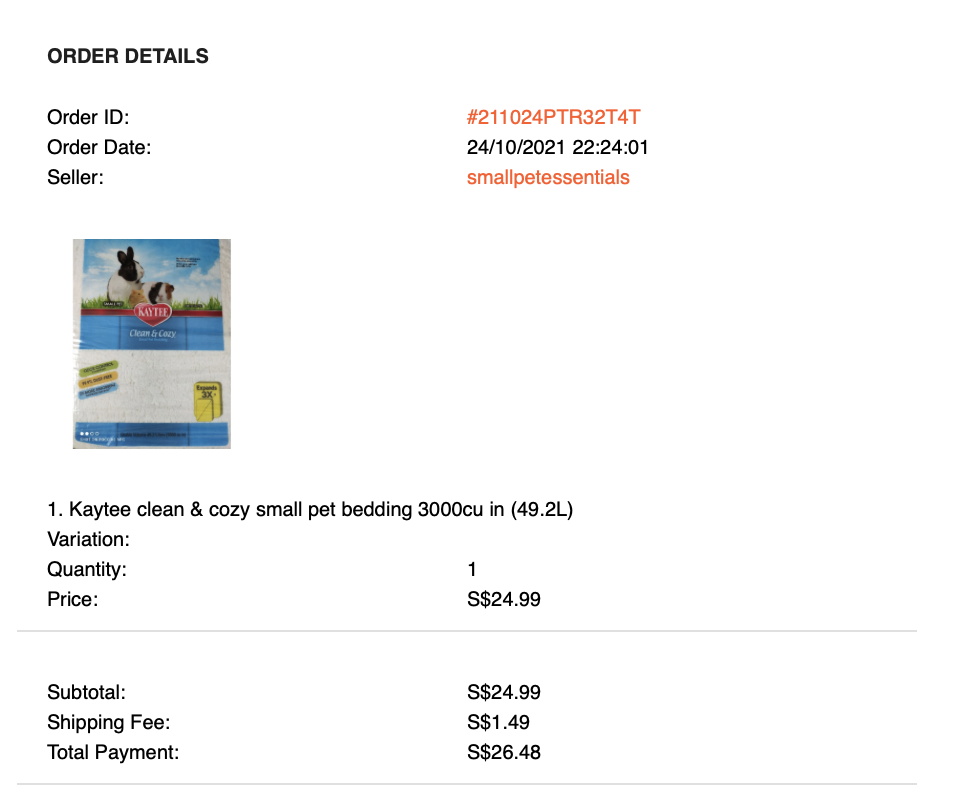 ORDER DETAILS
Order ID: #211024PTR32T4T
Order Date: 24/10/2021 22:24:01
Seller: smallpetessentials
KAYTEE
Clean & Cozy
Expands
3X
1. Kaytee clean & cozy small pet bedding 3000cu in (49.2L)
Variation:
Quantity: 1
Price: S$24.99
Subtotal: S$24.99
Shipping Fee: S$1.49
Total Payment: S$26.48